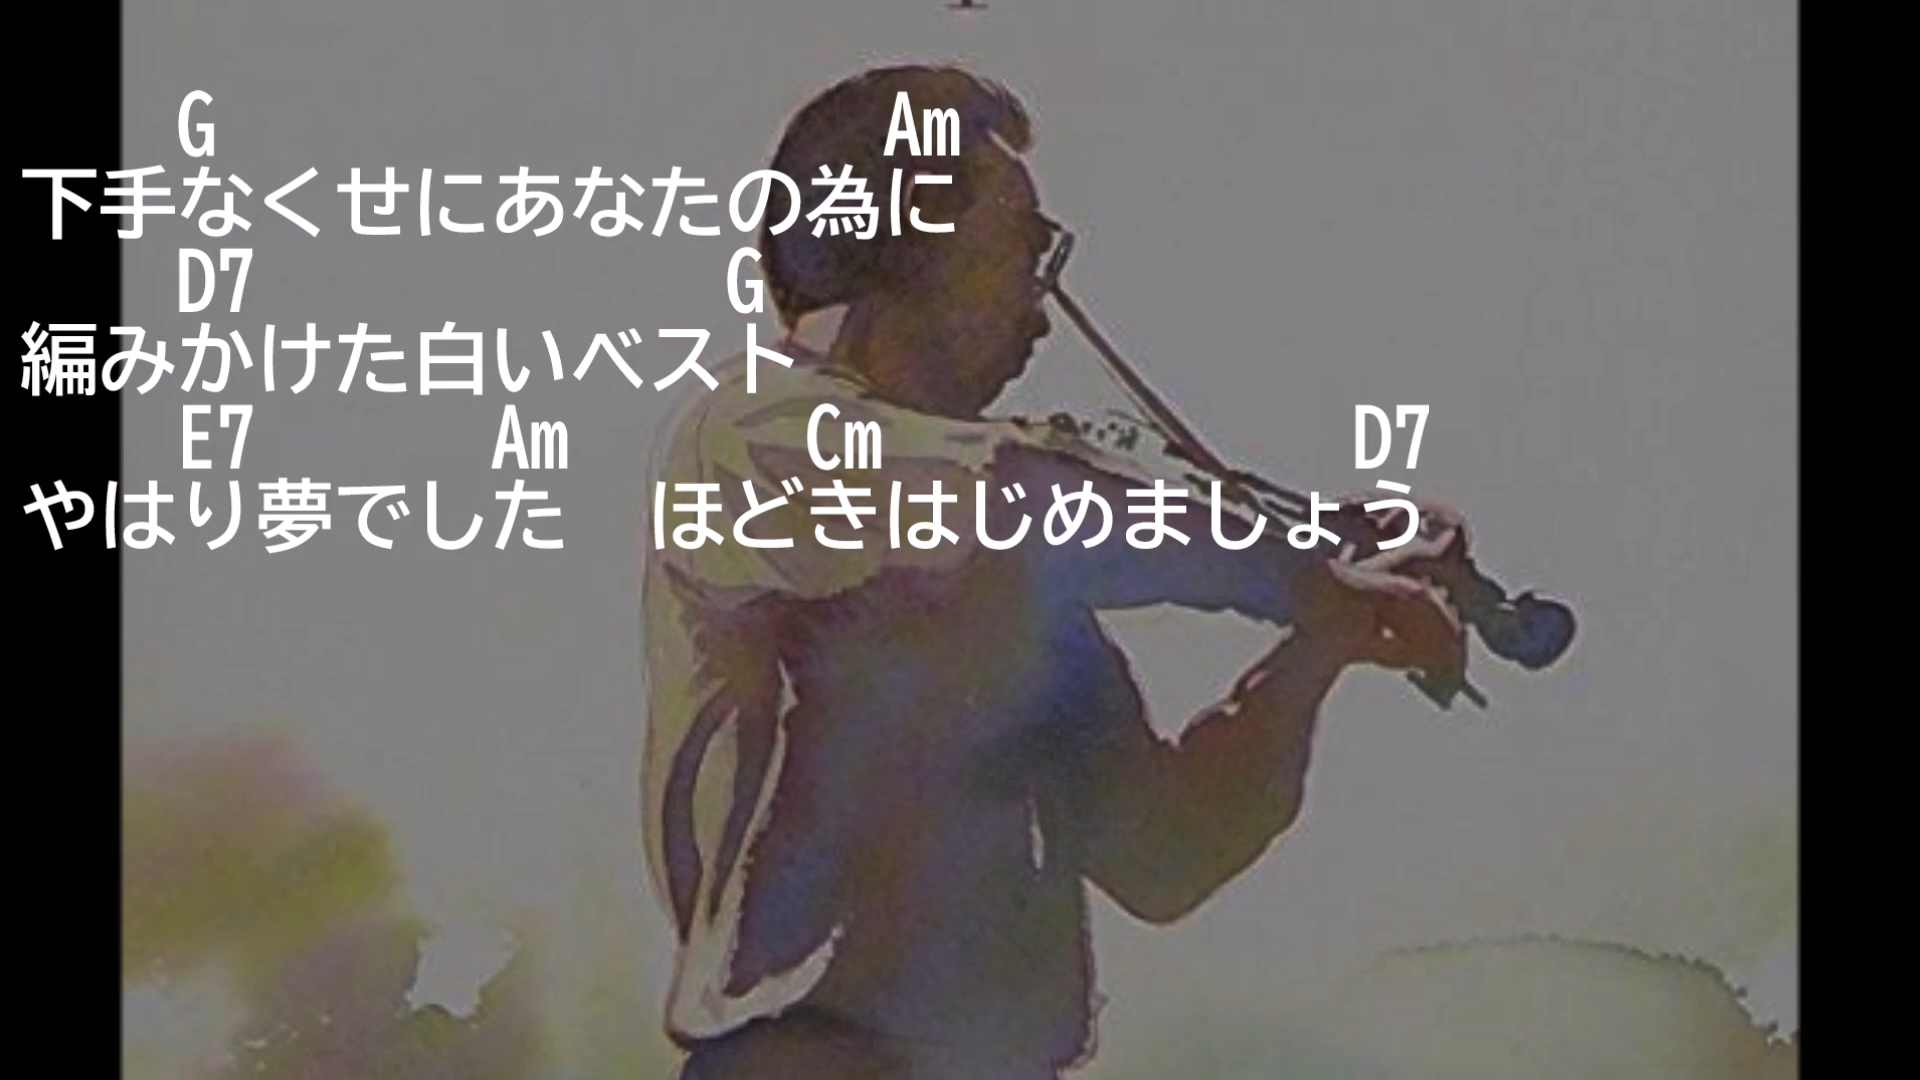 G Am
下手なくせにあなたの為に
D7 G
編みかけた白いベスト
E7 Am Cm D7
やはり夢でした　ほどきはじめましょう